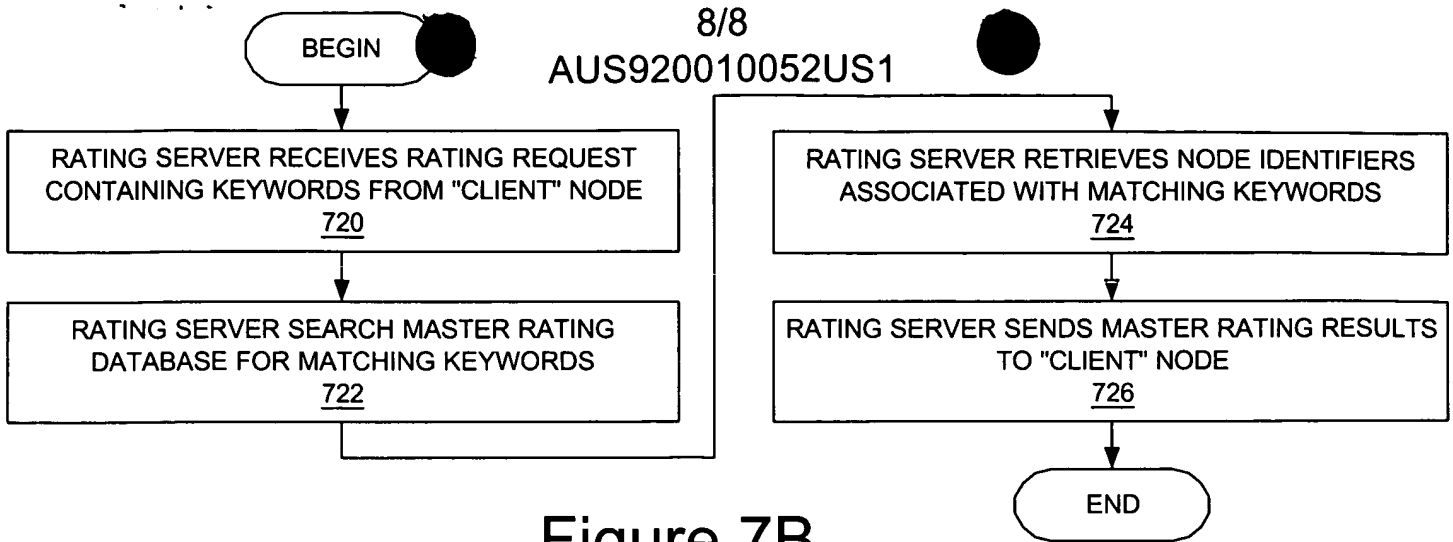 8/8
AUS920010052US1
BEGIN
RATING SERVER RECEIVES RATING REQUEST
CONTAINING KEYWORDS FROM "CLIENT" NODE
720
RATING SERVER SEARCH MASTER RATING
DATABASE FOR MATCHING KEYWORDS
722
RATING SERVER RETRIEVES NODE IDENTIFIERS
ASSOCIATED WITH MATCHING KEYWORDS
724
RATING SERVER SENDS MASTER RATING RESULTS
TO "CLIENT" NODE
726
END
Figure 7B